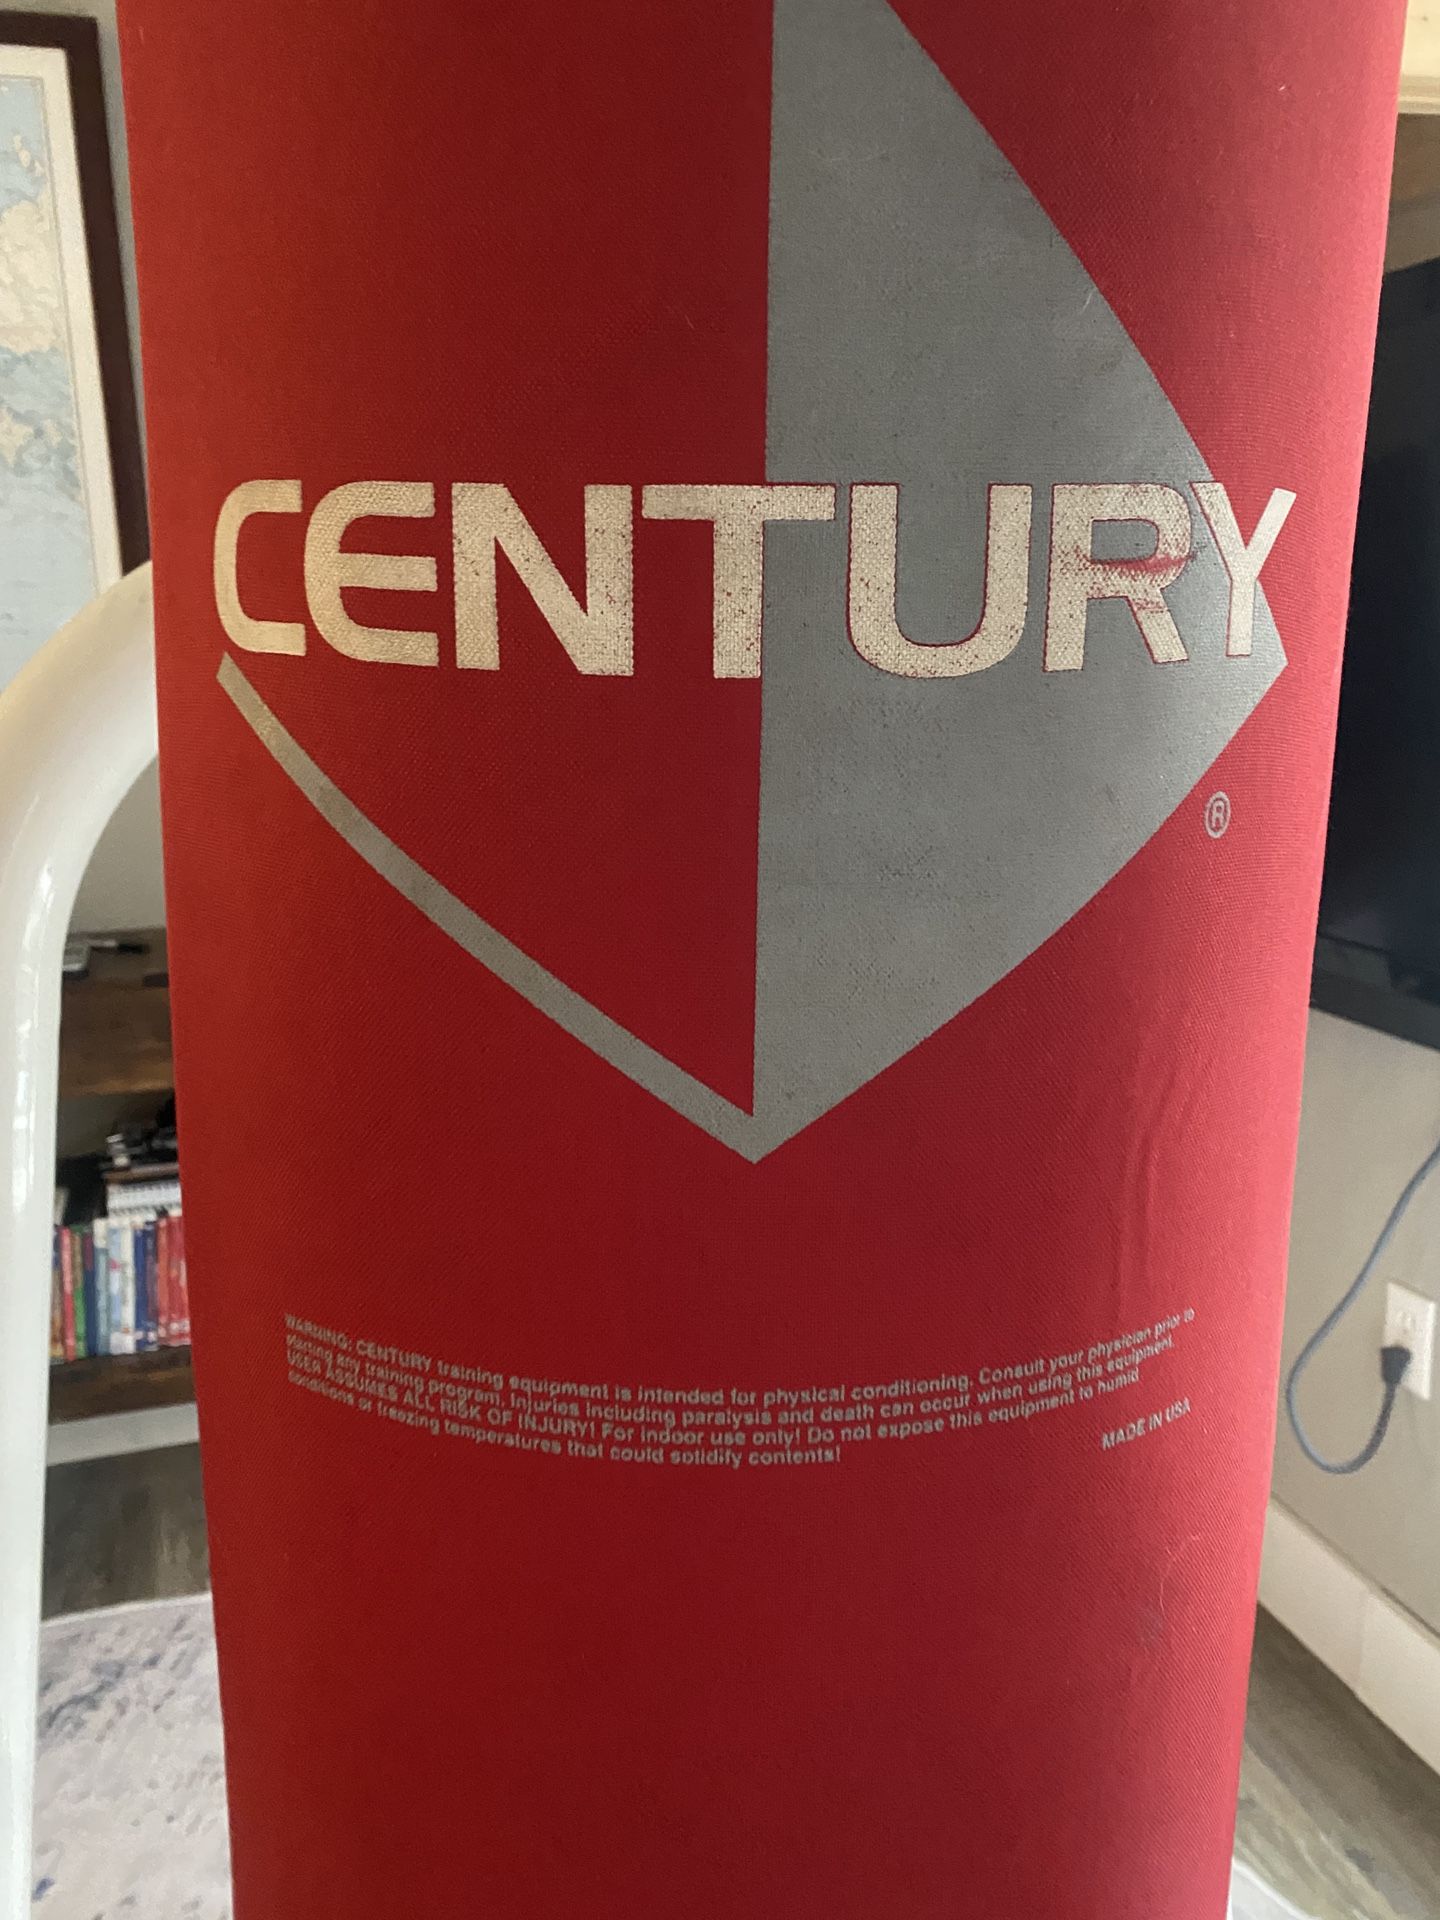 CENTURY
®
WARNING: CENTURY training equipment is intended for physical conditioning. Consult your physician prior to
starting any training program. Injuries including paralysis and death can occur when using this equipment.
USER ASSUMES ALL RISK OF INJURY! For indoor use only! Do not expose this equipment to humid
conditions or freezing temperatures that could solidify contents!
MADE IN USA